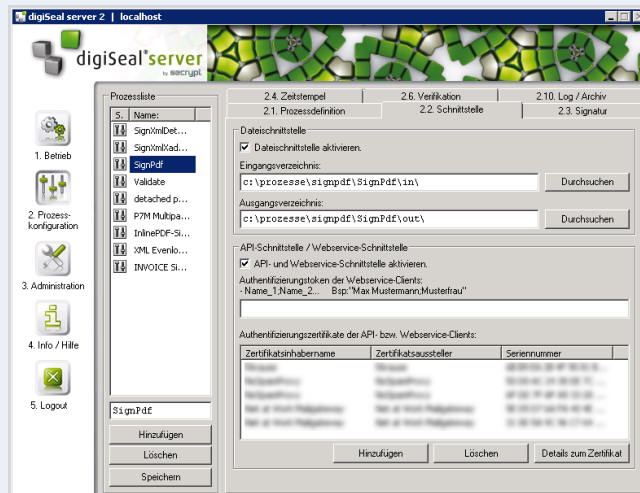 digiSeal server 2 | localhost
digiSeal®server
by secrypt
1. Betrieb
2. Prozess-
konfiguration
3. Administration
4. Info / Hilfe
5. Logout
Prozessliste
S. Name:
SignXmlDet...
SignXmlXad...
SignPdf
Validate
detached p...
P7M Multipa...
InlinePDF-Si...
XML Evenlo...
INVOICE Si...
SignPdf
Hinzufügen
Löschen
Speichern
2.4. Zeitstempel
2.6. Verifikation
2.10. Log / Archiv
2.1. Prozessdefinition
2.2. Schnittstelle
2.3. Signatur
Dateischnittstelle
Dateischnittstelle aktivieren.
Eingangsverzeichnis:
c:\prozesse\signpdf\SignPdf\in\
Durchsuchen
Ausgangsverzeichnis:
c:\prozesse\signpdf\SignPdf\out\
Durchsuchen
API-Schnittstelle / Webservice-Schnittstelle
API- und Webservice-Schnittstelle aktivieren.
Authentifizierungstoken der Webservice-Clients:
- Name_1;Name_2... Bsp:"Max Mustermann;Musterfrau"
Authentifizierungszertifikate der API- bzw. Webservice-Clients:
Zertifikatsinhabername Zertifikatsaussteller Seriennummer
Hinzufügen
Löschen
Details zum Zertifikat